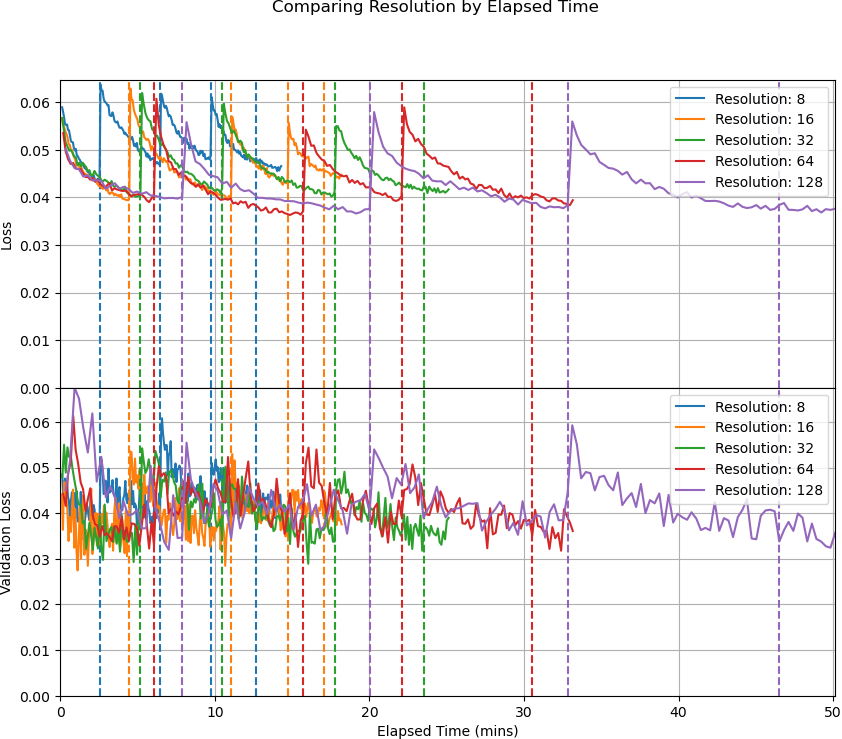 Comparing Resolution by Elapsed Time
0.06
0.05
0.04
0.03
0.02
0.01
0.00
Loss
Resolution: 8
Resolution: 16
Resolution: 32
Resolution: 64
Resolution: 128
0.06
0.05
0.04
0.03
0.02
0.01
0.00
Validation Loss
Resolution: 8
Resolution: 16
Resolution: 32
Resolution: 64
Resolution: 128
0 10 20 30 40 50
Elapsed Time (mins)